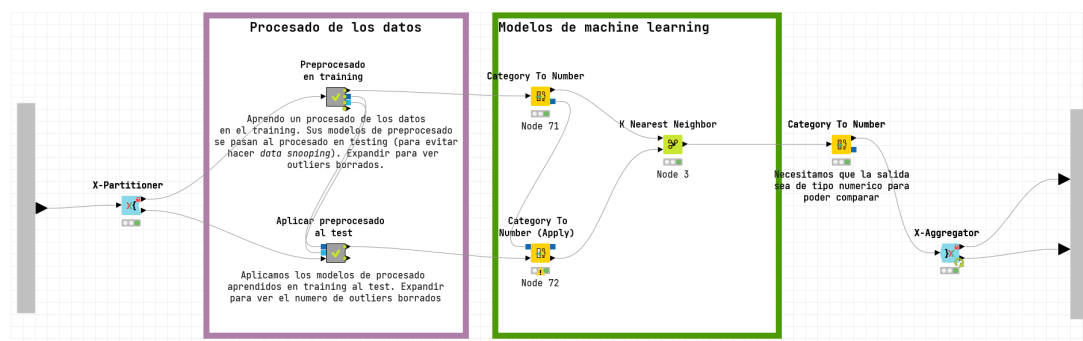 Procesado de los datos
Modelos de machine learning
Preprocesado
en training
Aprendo un procesado de los datos
en el training. Sus modelos de preprocesado
se pasan al procesado en testing (para evitar
hacer data snooping). Expandir para ver
outliers borrados.
X-Partitioner
Aplicar preprocesado
al test
Aplicamos los modelos de procesado
aprendidos en training al test. Expandir
para ver el numero de outliers borrados
Category To Number
Node 71
K Nearest Neighbor
Node 3
Category To
Number (Apply)
Node 72
Category To Number
Necesitamos que la salida
sea de tipo numerico para
poder comparar
X-Aggregator